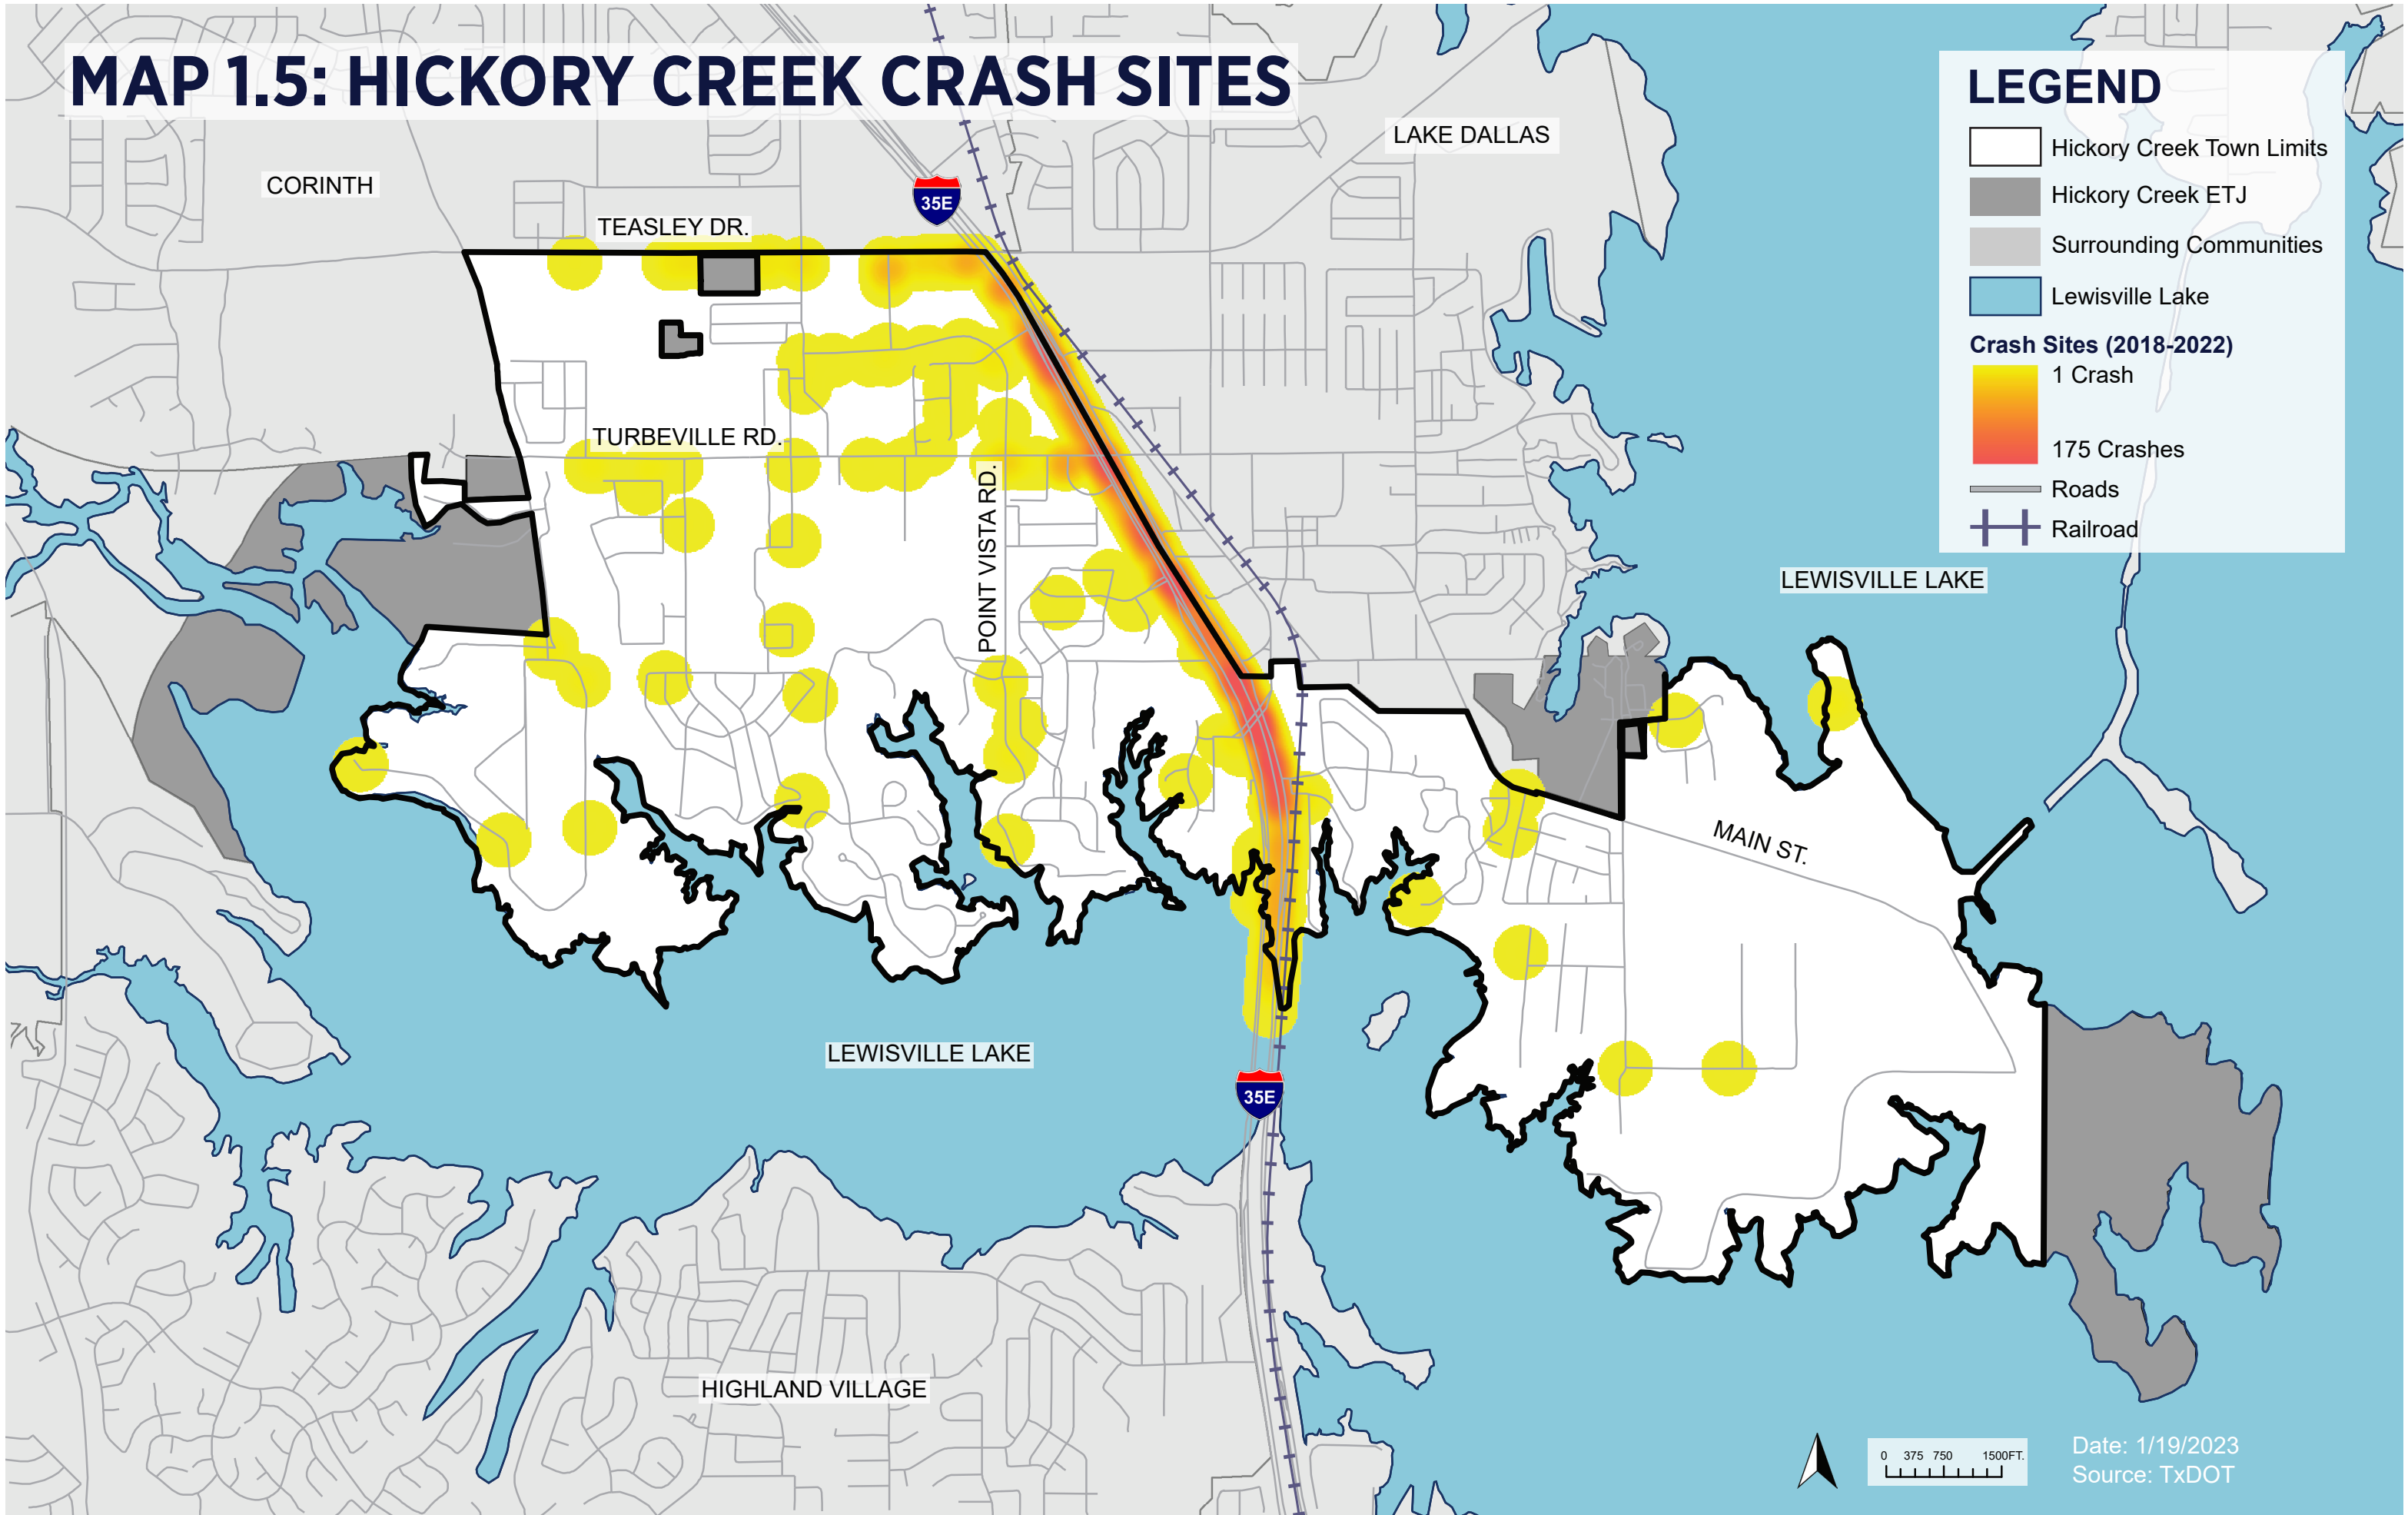 MAP 1.5: HICKORY CREEK CRASH SITES
LEGEND
Hickory Creek Town Limits
Hickory Creek ETJ
Surrounding Communities
Lewisville Lake
Crash Sites (2018-2022)
1 Crash
175 Crashes
Roads
Railroad
LAKE DALLAS
CORINTH
35E
TEASLEY DR.
TURBEVILLE RD.
POINT VISTA RD.
LEWISVILLE LAKE
MAIN ST.
LEWISVILLE LAKE
35E
HIGHLAND VILLAGE
0 375 750 1500FT.
Date: 1/19/2023
Source: TxDOT